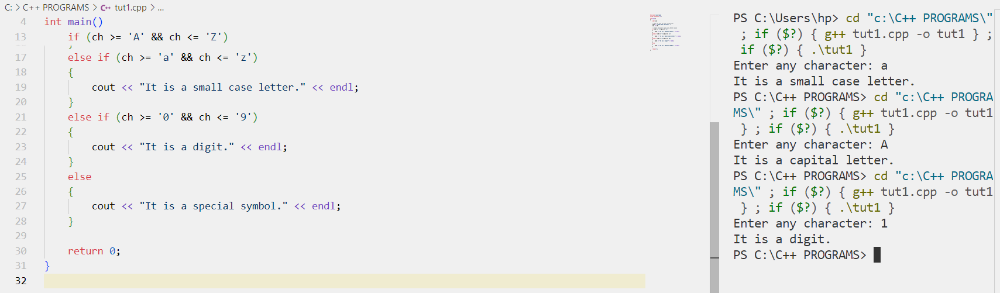 C: > C++ PROGRAMS > C++ tut1.cpp > ...
4 int main()
13 if (ch >= 'A' && ch <= 'Z')
17 else if (ch >= 'a' && ch <= 'z')
18 {
19 cout << "It is a small case letter." << endl;
20 }
21 else if (ch >= '0' && ch <= '9')
22 {
23 cout << "It is a digit." << endl;
24 }
25 else
26 {
27 cout << "It is a special symbol." << endl;
28 }
29
30 return 0;
31 }
32
PS C:\Users\hp> cd "c:\C++ PROGRAMS\"
; if ($?) { g++ tut1.cpp -o tut1 } ;
if ($?) { .\tut1 }
Enter any character: a
It is a small case letter.
PS C:\C++ PROGRAMS> cd "c:\C++ PROGRA
MS\" ; if ($?) { g++ tut1.cpp -o tut1
} ; if ($?) { .\tut1 }
Enter any character: A
It is a capital letter.
PS C:\C++ PROGRAMS> cd "c:\C++ PROGRA
MS\" ; if ($?) { g++ tut1.cpp -o tut1
} ; if ($?) { .\tut1 }
Enter any character: 1
It is a digit.
PS C:\C++ PROGRAMS>